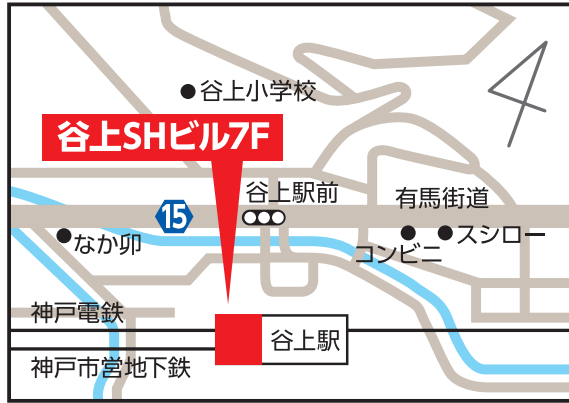 谷上小学校
谷上SHビル7F
谷上駅前
有馬街道
15
なか卯
コンビニ
スシロー
神戸電鉄
谷上駅
神戸市営地下鉄